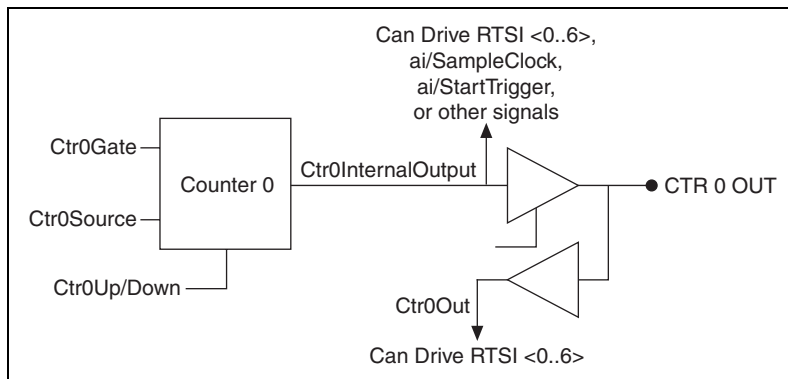 Can Drive RTSI <0..6>,
ai/SampleClock,
ai/StartTrigger,
or other signals
Ctr0Gate
Counter 0
Ctr0InternalOutput
CTR 0 OUT
Ctr0Source
Ctr0Up/Down
Ctr0Out
Can Drive RTSI <0..6>